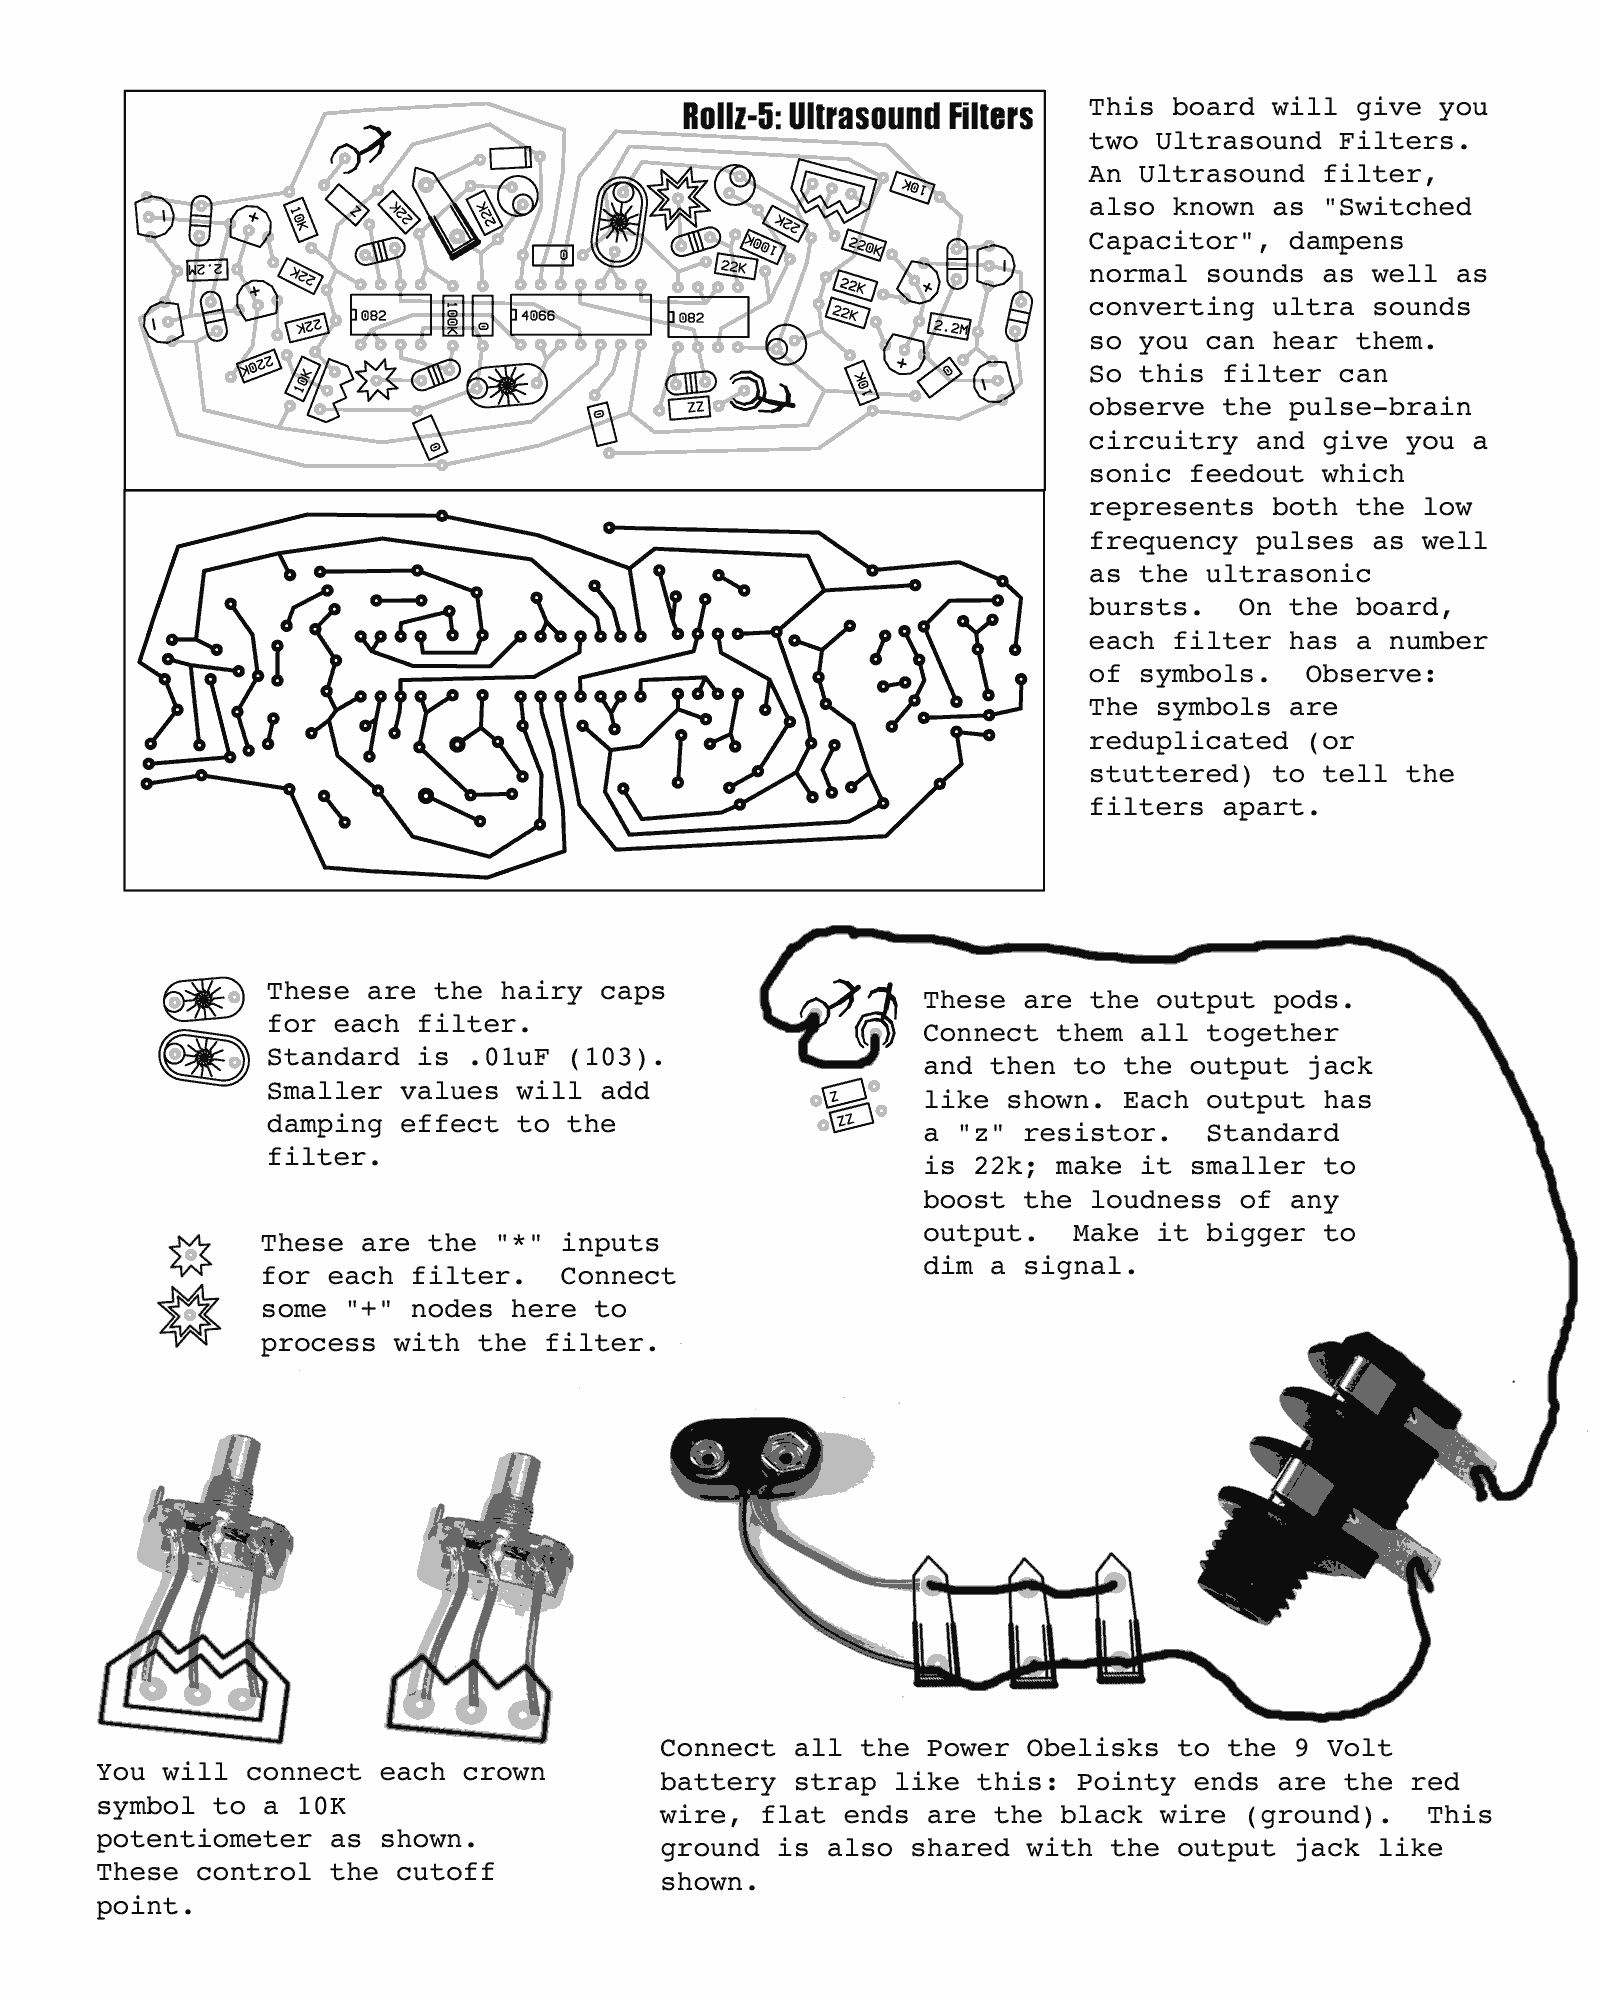 Rollz-5: Ultrasound Filters
10K
Z
22K
22K
0
22K
100K
22K
220K
10K
22K
22K
2.2M
+
-
2.2M
22K
+
-
+
-
22K
220K
10K
082
100K
0
4066
082
ZZ
0
0
10K
0
+
-
This board will give you
two Ultrasound Filters.
An Ultrasound filter,
also known as "Switched
Capacitor", dampens
normal sounds as well as
converting ultra sounds
so you can hear them.
So this filter can
observe the pulse-brain
circuitry and give you a
sonic feedout which
represents both the low
frequency pulses as well
as the ultrasonic
bursts.  On the board,
each filter has a number
of symbols.  Observe:
The symbols are
reduplicated (or
stuttered) to tell the
filters apart.
These are the hairy caps
for each filter.
Standard is .01uF (103).
Smaller values will add
damping effect to the
filter.
These are the "*" inputs
for each filter.  Connect
some "+" nodes here to
process with the filter.
Z
ZZ
These are the output pods.
Connect them all together
and then to the output jack
like shown. Each output has
a "z" resistor.  Standard
is 22k; make it smaller to
boost the loudness of any
output.  Make it bigger to
dim a signal.
You will connect each crown
symbol to a 10K
potentiometer as shown.
These control the cutoff
point.
Connect all the Power Obelisks to the 9 Volt
battery strap like this: Pointy ends are the red
wire, flat ends are the black wire (ground).  This
ground is also shared with the output jack like
shown.